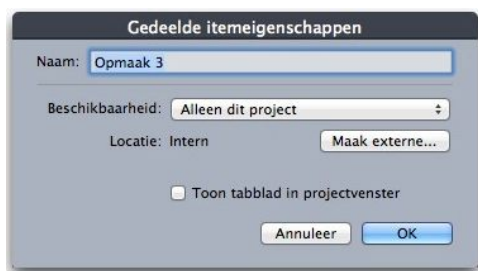 Gedeelde itemeigenschappen
Naam: Opmaak 3
Beschikbaarheid: Alleen dit project
Locatie: Intern Maak externe...
Toon tabblad in projectvenster
Annuleer OK